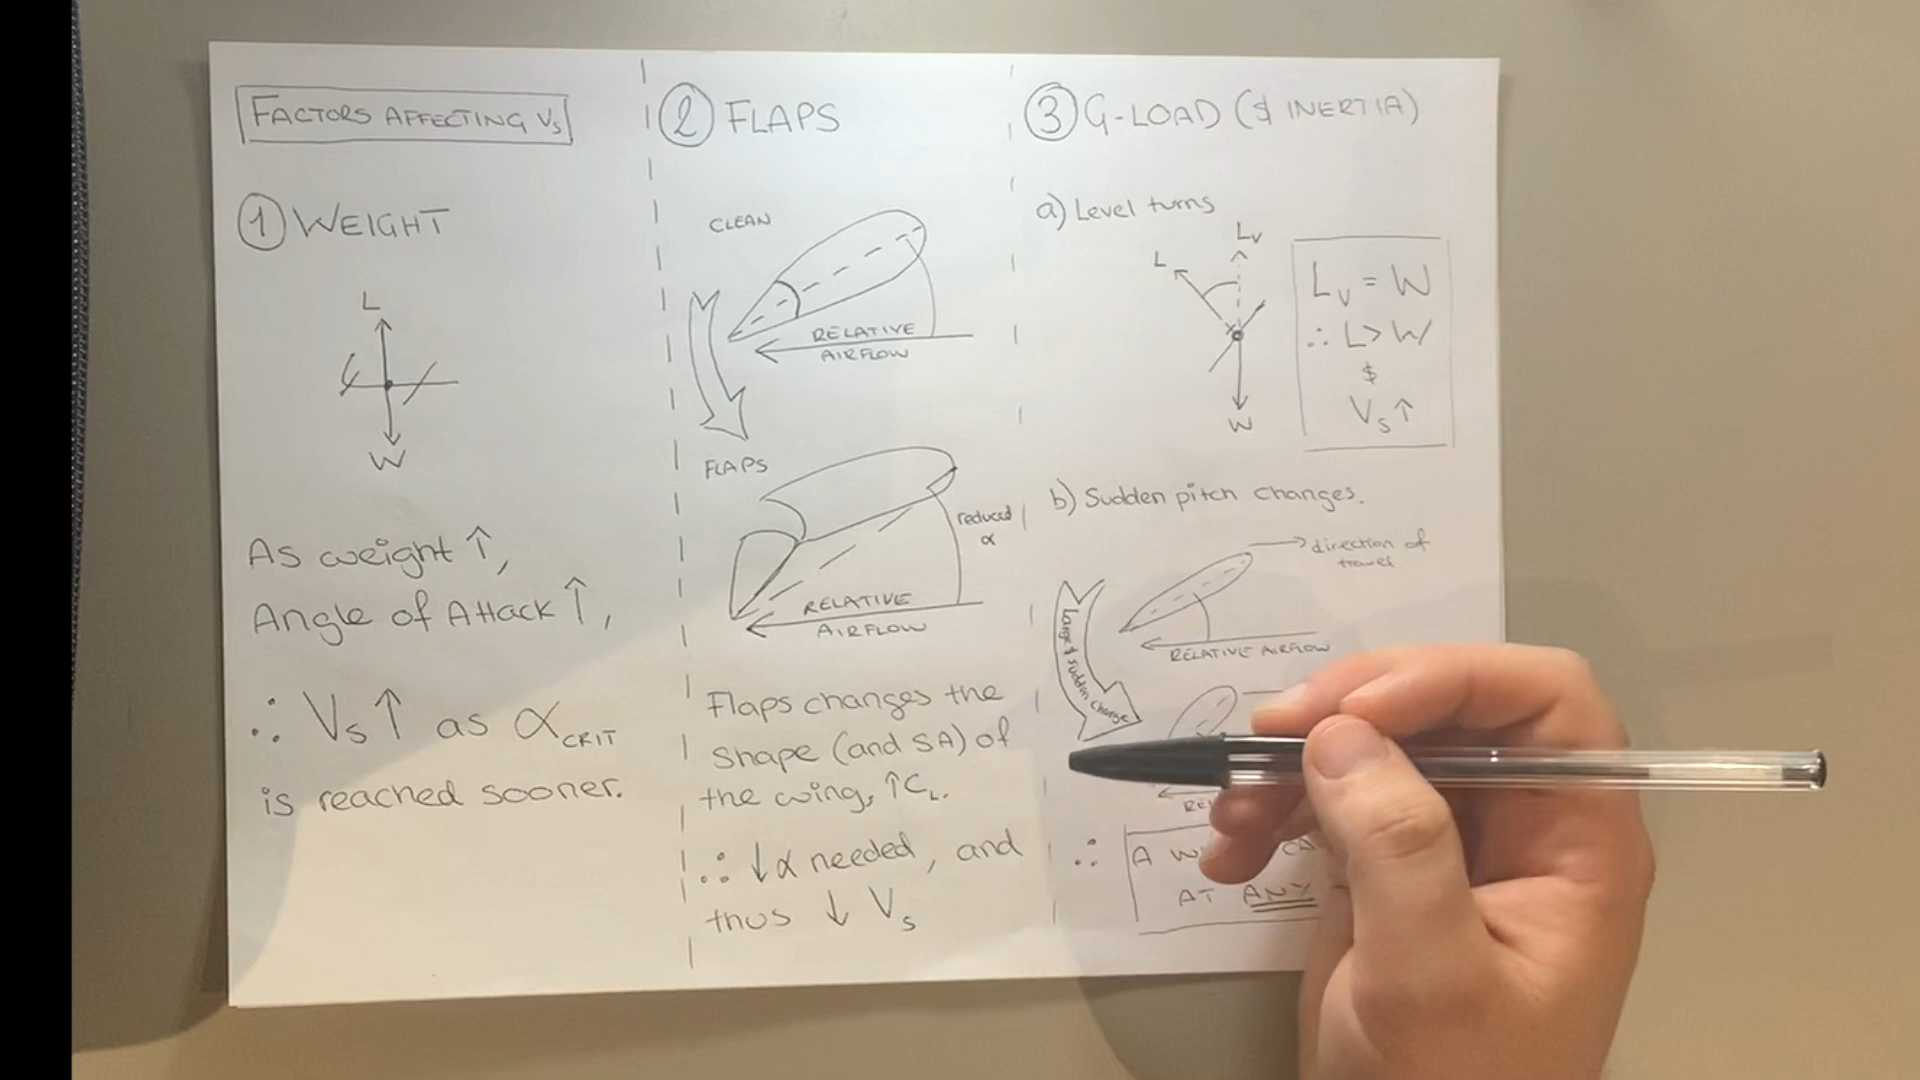 FACTORS AFFECTING Vs
① WEIGHT
L
W
As weight ↑,
Angle of Attack ↑,
∴ Vs ↑ as αCRIT
is reached sooner.
② FLAPS
CLEAN
RELATIVE
AIRFLOW
FLAPS
reduced
α
RELATIVE
AIRFLOW
Flaps changes the
shape (and SA) of
the wing, ↑CL.
∴ ↓α needed, and
thus ↓ Vs
③ G-LOAD ($ INERTIA)
a) Level turns
Lv
L
W
Lv = W
∴ L > W
$
Vs ↑
b) Sudden pitch changes.
direction of
travel
Large & sudden change
RELATIVE AIRFLOW
∴ A
AT ANY